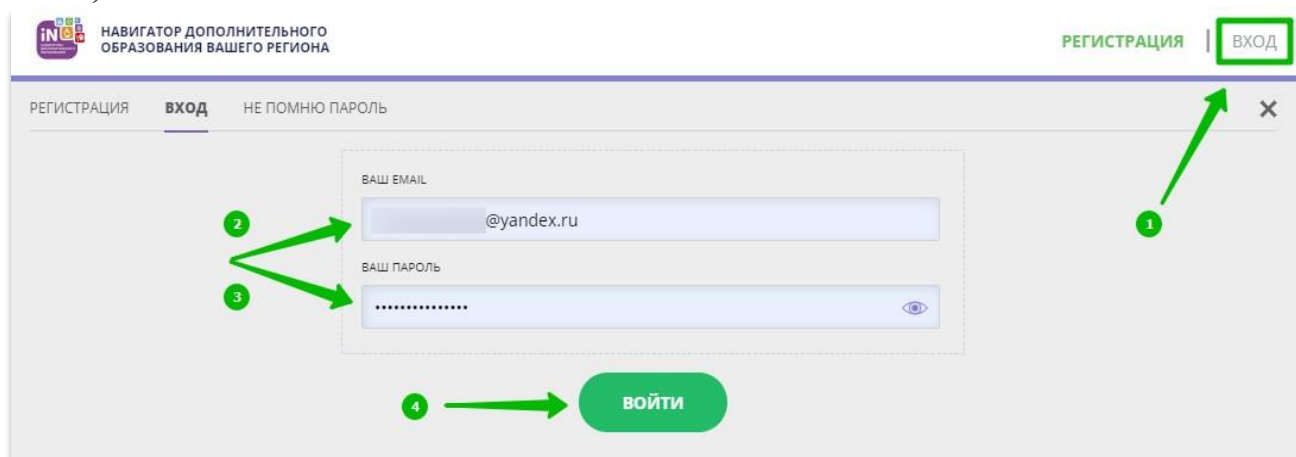 iN
НАВИГАТОР ДОПОЛНИТЕЛЬНОГО
ОБРАЗОВАНИЯ ВАШЕГО РЕГИОНА
РЕГИСТРАЦИЯ | ВХОД
РЕГИСТРАЦИЯ ВХОД НЕ ПОМНЮ ПАРОЛЬ
ВАШ EMAIL
@yandex.ru
2
1
ВАШ ПАРОЛЬ
3
4
ВОЙТИ